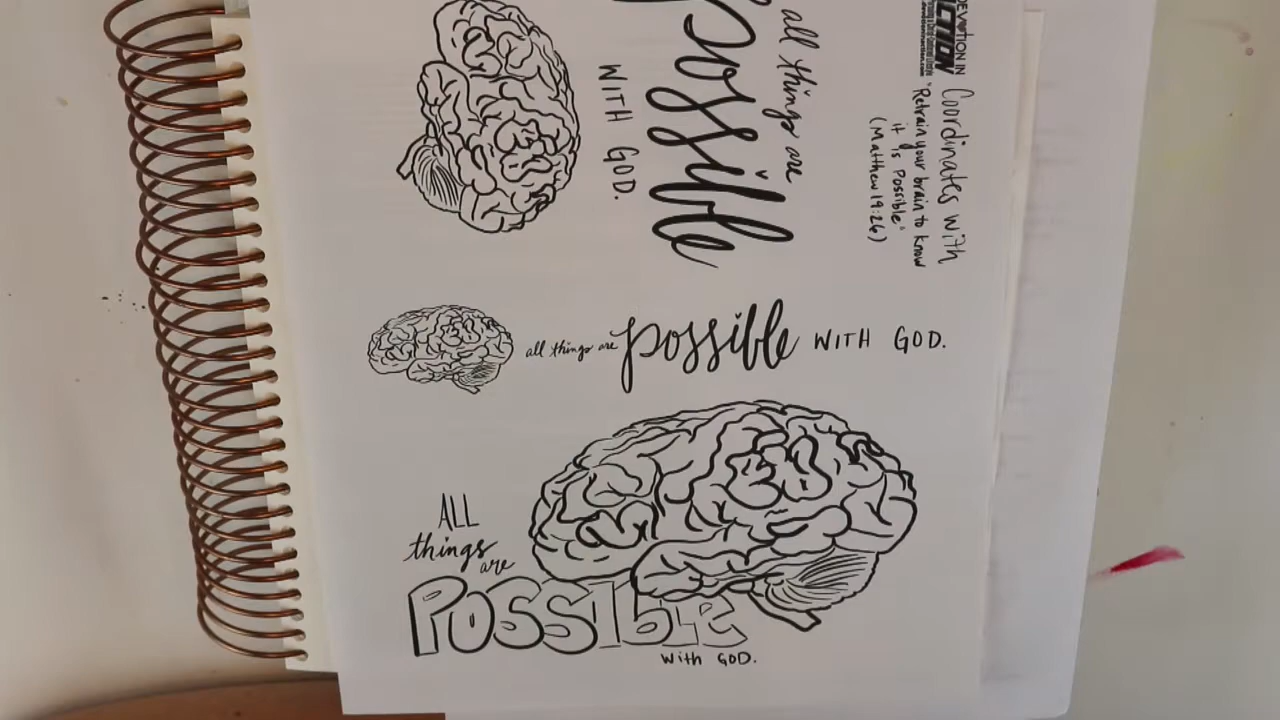 all things are
possible
WITH GOD.
DEVOTION IN
ACTION
Coordinates with
"Retrain your brain to know
it is possible"
(Matthew 19:26)
all things are possible WITH GOD.
ALL
things
are
POSSIBLE
with GOD.